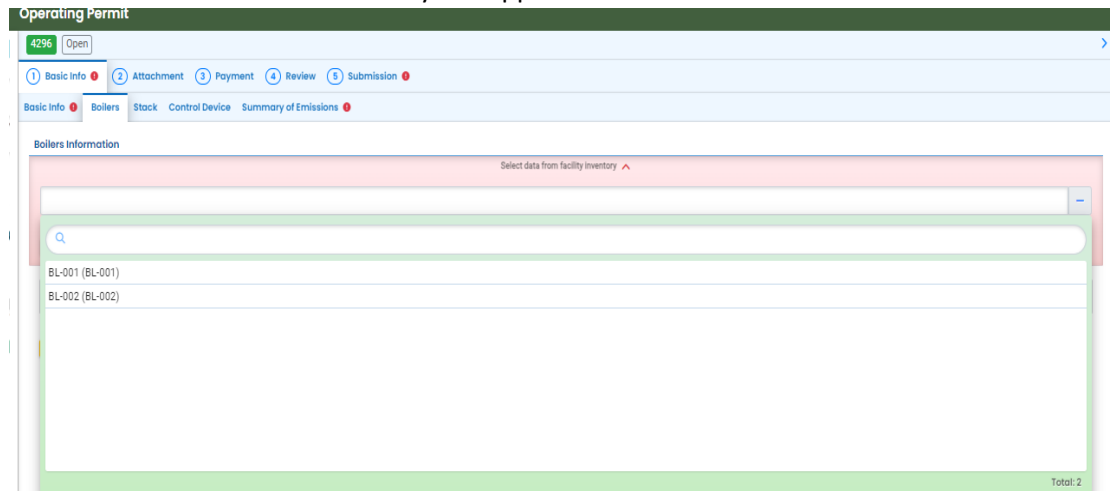 Operating Permit
4296 Open
1 Basic Info 2 Attachment 3 Payment 4 Review 5 Submission
Basic Info Boilers Stack Control Device Summary of Emissions
Boilers Information
Select data from facility inventory
BL-001 (BL-001)
BL-002 (BL-002)
Total: 2